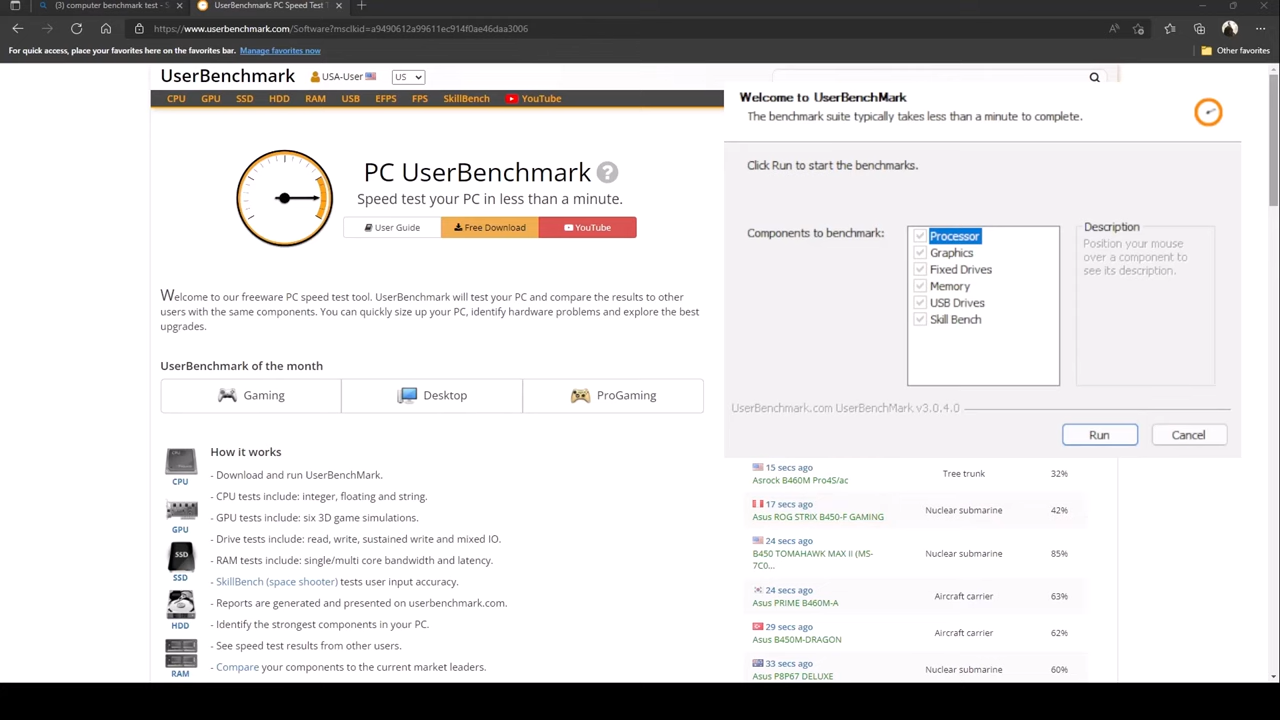 (3) computer benchmark test - S
UserBenchmark: PC Speed Test T
https://www.userbenchmark.com/Software?msclkid=a9490612a99611ec914f0ae46daa3006
For quick access, place your favorites here on the favorites bar. Manage favorites now
Other favorites
UserBenchmark
USA-User
US
CPU GPU SSD HDD RAM USB EFPS FPS SkillBench YouTube
PC UserBenchmark
Speed test your PC in less than a minute.
User Guide
Free Download
YouTube
Welcome to our freeware PC speed test tool. UserBenchmark will test your PC and compare the results to other
users with the same components. You can quickly size up your PC, identify hardware problems and explore the best
upgrades.
UserBenchmark of the month
Gaming
Desktop
ProGaming
How it works
CPU
GPU
SSD
HDD
RAM
- Download and run UserBenchMark.
- CPU tests include: integer, floating and string.
- GPU tests include: six 3D game simulations.
- Drive tests include: read, write, sustained write and mixed IO.
- RAM tests include: single/multi core bandwidth and latency.
- SkillBench (space shooter) tests user input accuracy.
- Reports are generated and presented on userbenchmark.com.
- Identify the strongest components in your PC.
- See speed test results from other users.
- Compare your components to the current market leaders.
Welcome to UserBenchMark
The benchmark suite typically takes less than a minute to complete.
Click Run to start the benchmarks.
Components to benchmark:
Processor
Graphics
Fixed Drives
Memory
USB Drives
Skill Bench
Description
Position your mouse
over a component to
see its description.
UserBenchmark.com UserBenchMark v3.0.4.0
Run
Cancel
15 secs ago
Asrock B460M Pro4S/ac
Tree trunk
32%
17 secs ago
Asus ROG STRIX B450-F GAMING
Nuclear submarine
42%
24 secs ago
B450 TOMAHAWK MAX II (MS-
7C0...
Nuclear submarine
85%
24 secs ago
Asus PRIME B460M-A
Aircraft carrier
63%
29 secs ago
Asus B450M-DRAGON
Aircraft carrier
62%
33 secs ago
Asus P8P67 DELUXE
Nuclear submarine
60%